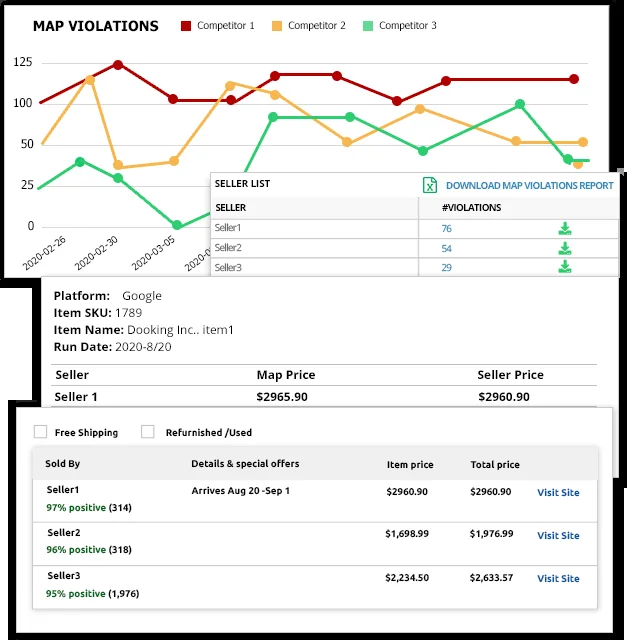 MAP VIOLATIONS Competitor 1 Competitor 2 Competitor 3
125
100
50
25
0
2020-02-26 2020-02-30 2020-03-05
SELLER LIST DOWNLOAD MAP VIOLATIONS REPORT
SELLER #VIOLATIONS
Seller1 76
Seller2 54
Seller3 29
Platform: Google
Item SKU: 1789
Item Name: Dooking Inc.. item1
Run Date: 2020-8/20
Seller Map Price Seller Price
Seller 1 $2965.90 $2960.90
Free Shipping Refurnished /Used
Sold By Details & special offers Item price Total price
Seller1 Arrives Aug 20 -Sep 1 $2960.90 $2960.90 Visit Site
97% positive (314)
Seller2 $1,698.99 $1,976.99 Visit Site
96% positive (318)
Seller3 $2,234.50 $2,633.57 Visit Site
95% positive (1,976)